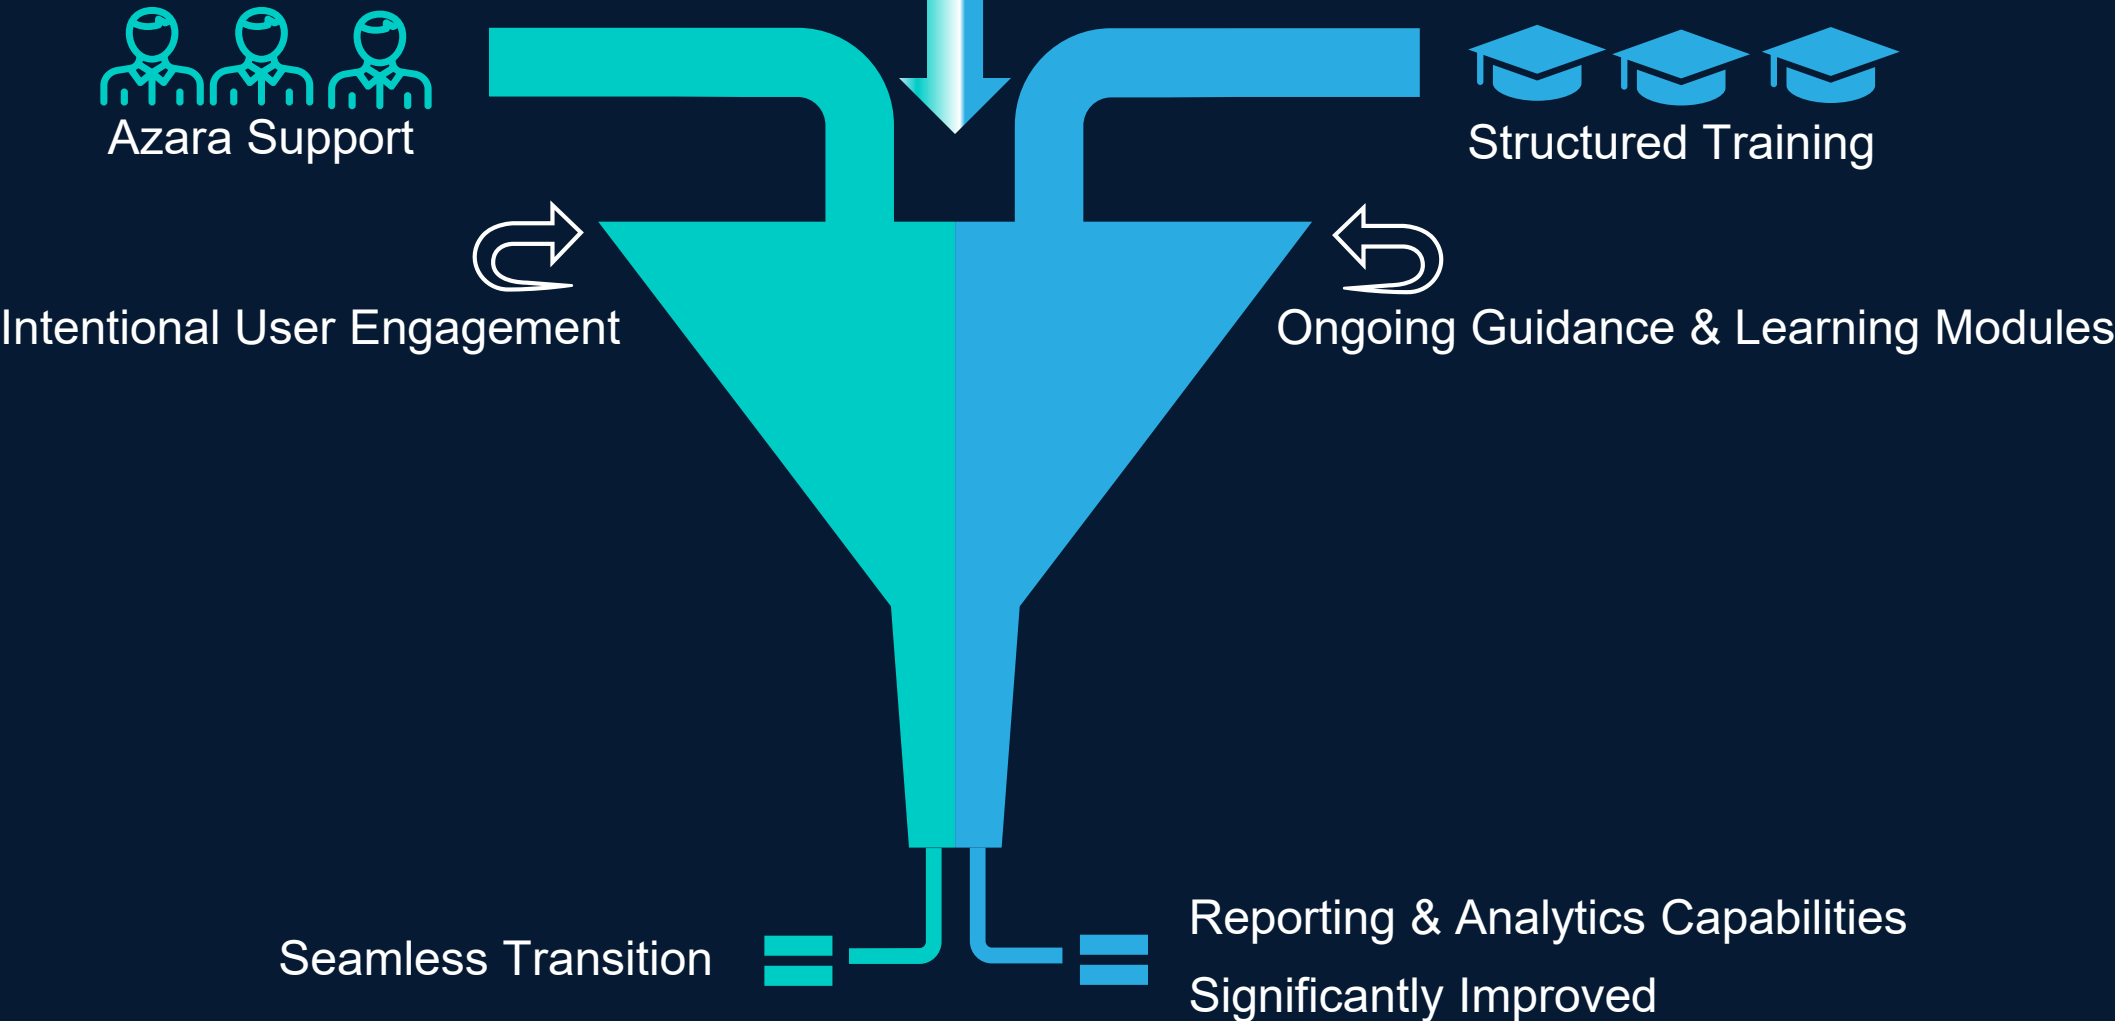 Azara Support
Structured Training
Intentional User Engagement
Ongoing Guidance & Learning Modules
Seamless Transition
Reporting & Analytics Capabilities
Significantly Improved